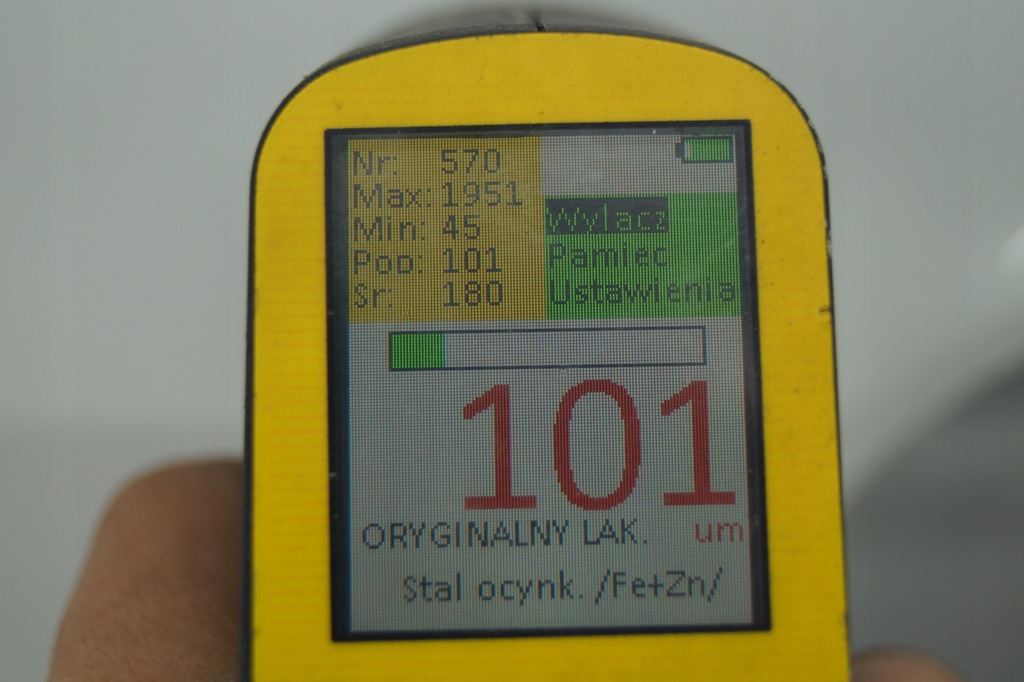 Nr: 570
Max: 1951
Min: 45
Poo: 101
Sr: 180
Wylacz
Pamiec
Ustawienia
101
ORYGINALNY LAK. um
Stal ocynk. /Fe+Zn/